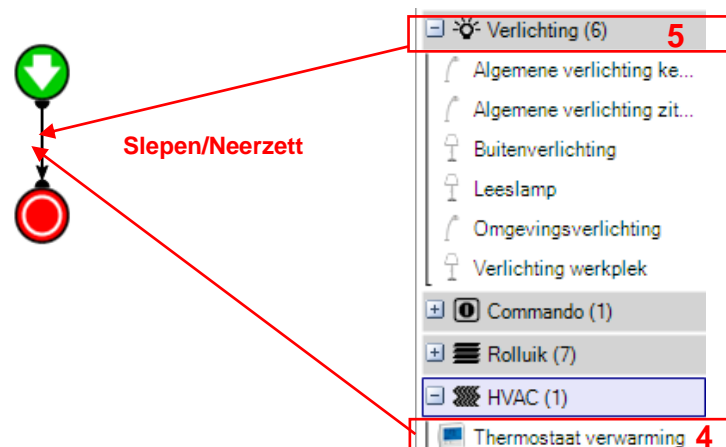 Verlichting (6) 5
Algemene verlichting ke...
Algemene verlichting zit...
Slepen/Neerzett
Buitenverlichting
Leeslamp
Omgevingsverlichting
Verlichting werkplek
Commando (1)
Rolluik (7)
HVAC (1)
Thermostaat verwarming 4